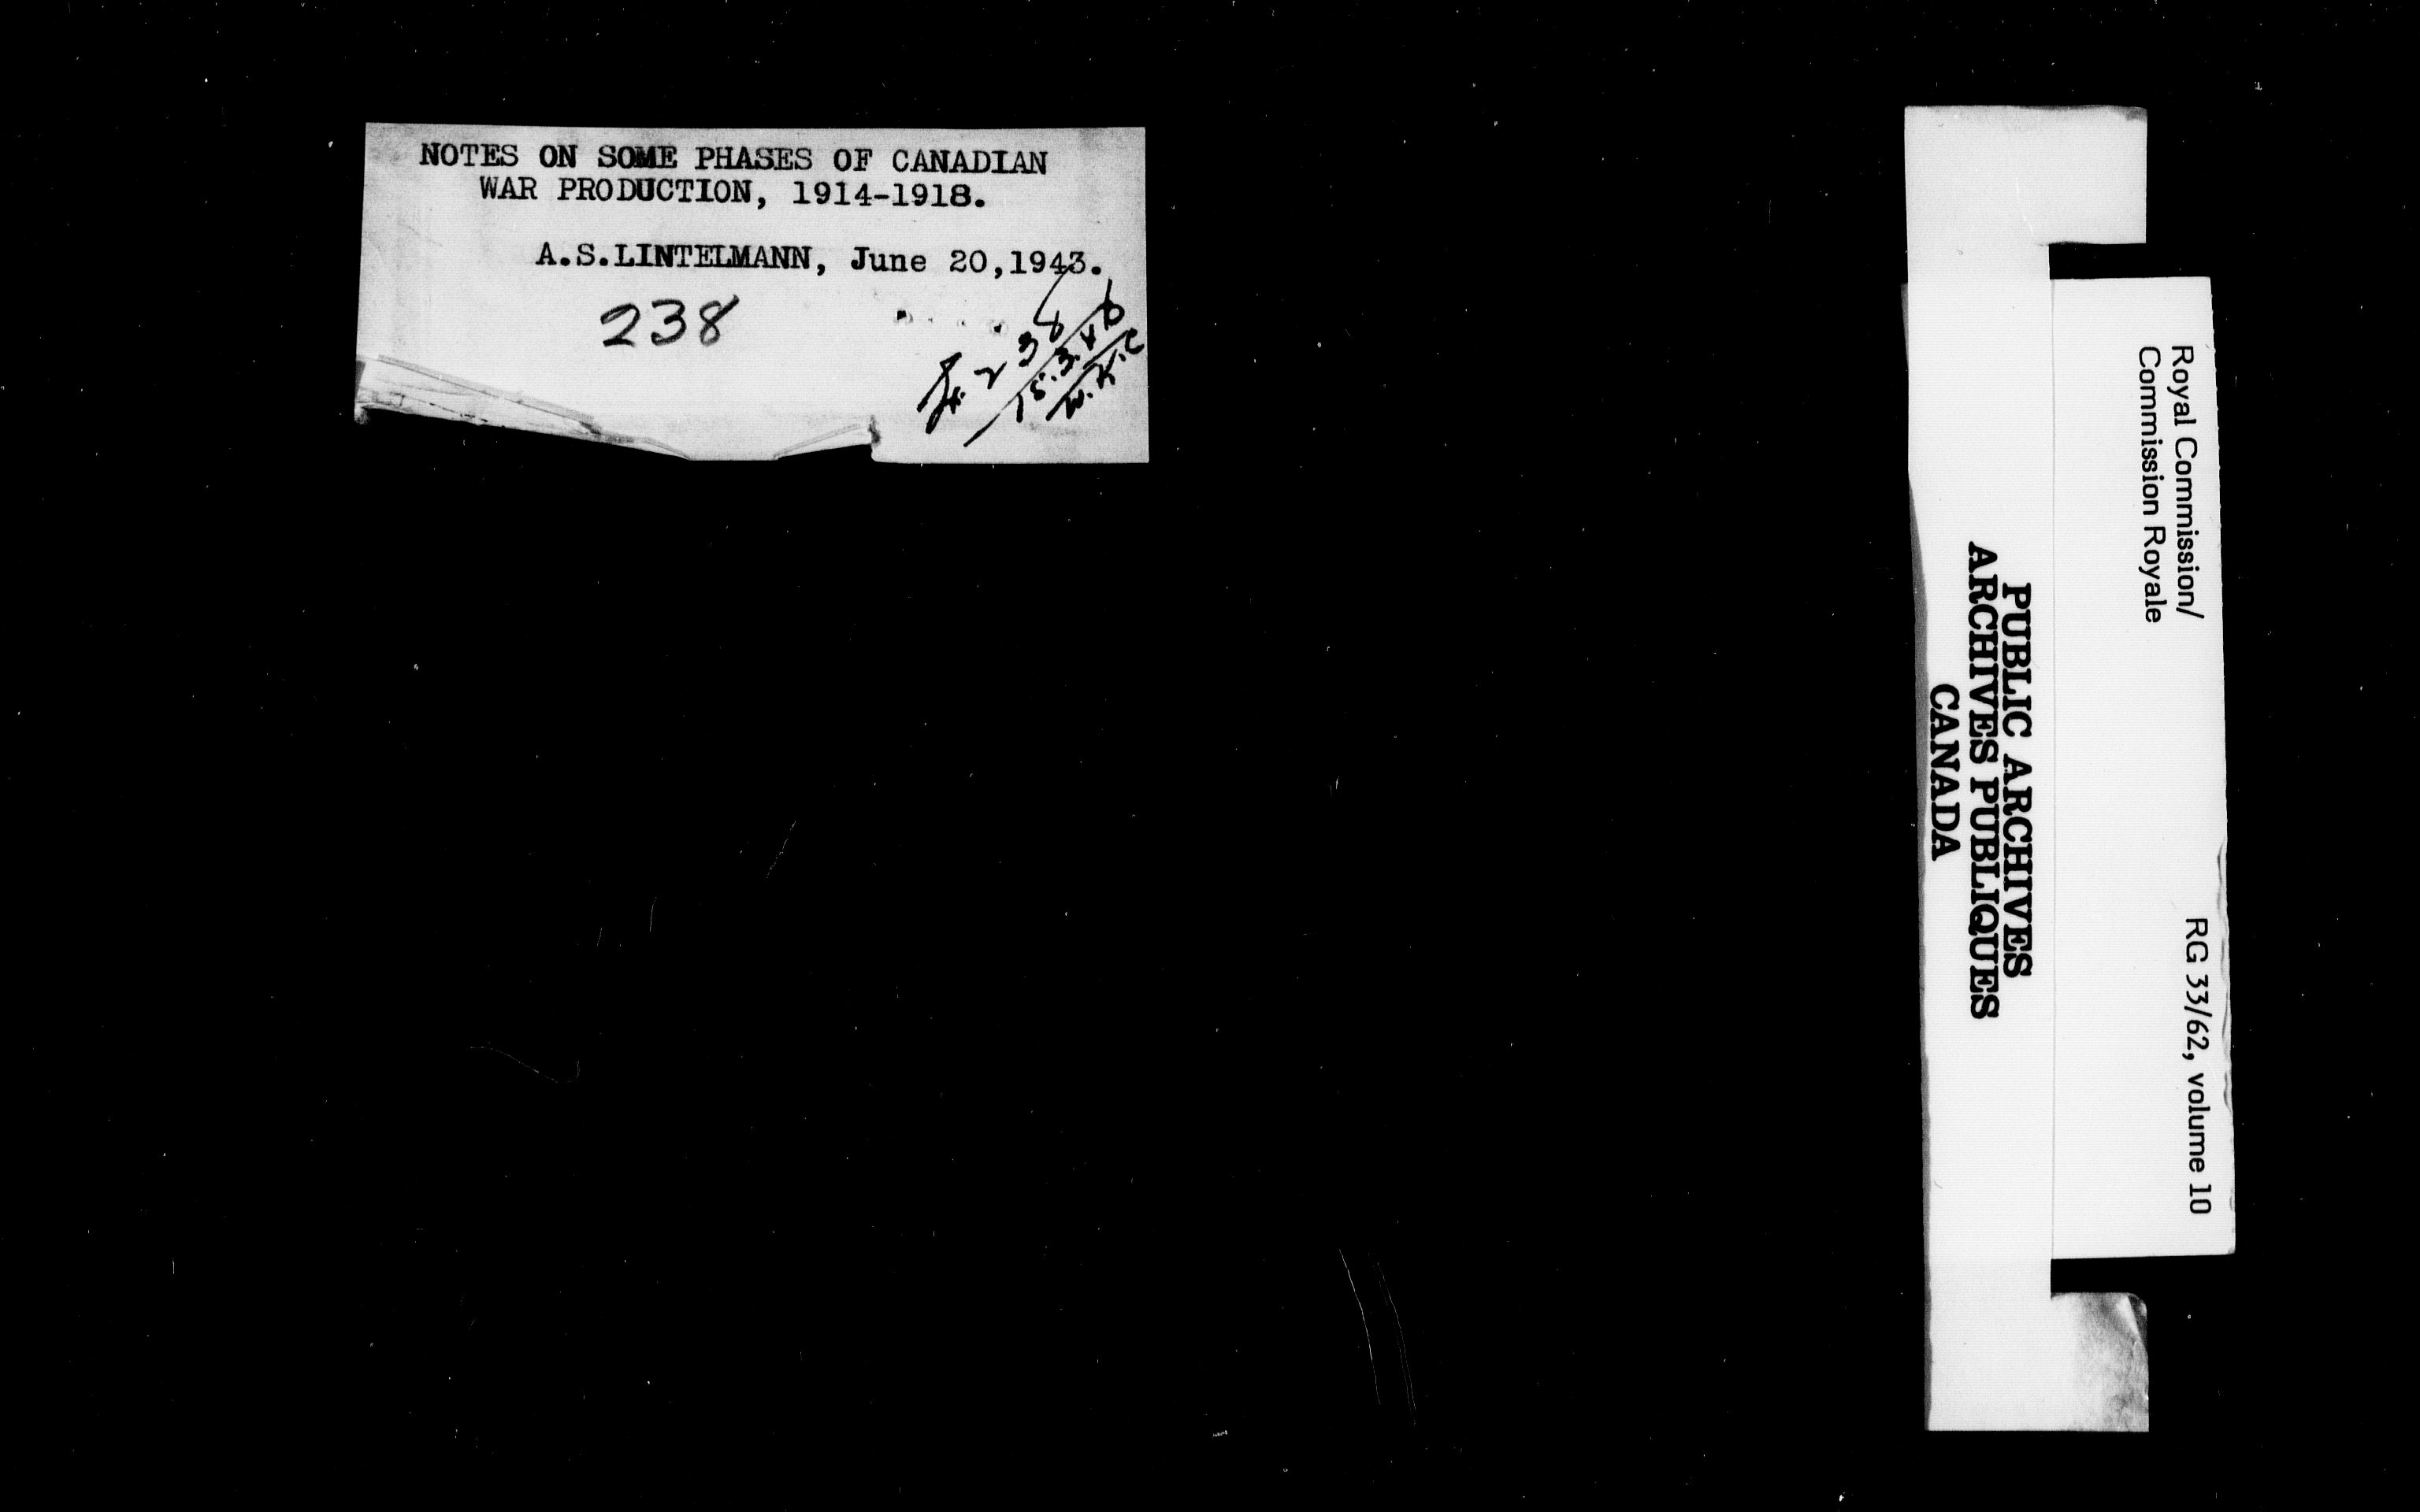 NOTES ON SOME PHASES OF CANADIAN
WAR PRODUCTION, 1914-1918.
A.S.LINTELMANN, June 20,1943.
238
238
Royal Commission/
Commission Royale
RG 33/62, volume 10
PUBLIC ARCHIVES
ARCHIVES PUBLIQUES
CANADA